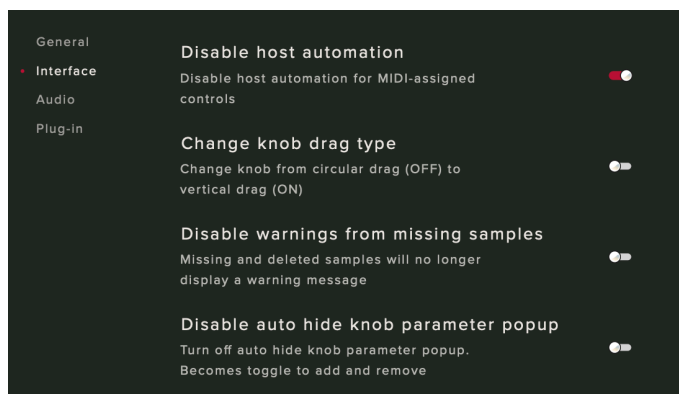 General
Interface
Audio
Plug-in
Disable host automation
Disable host automation for MIDI-assigned
controls
Change knob drag type
Change knob from circular drag (OFF) to
vertical drag (ON)
Disable warnings from missing samples
Missing and deleted samples will no longer
display a warning message
Disable auto hide knob parameter popup
Turn off auto hide knob parameter popup.
Becomes toggle to add and remove